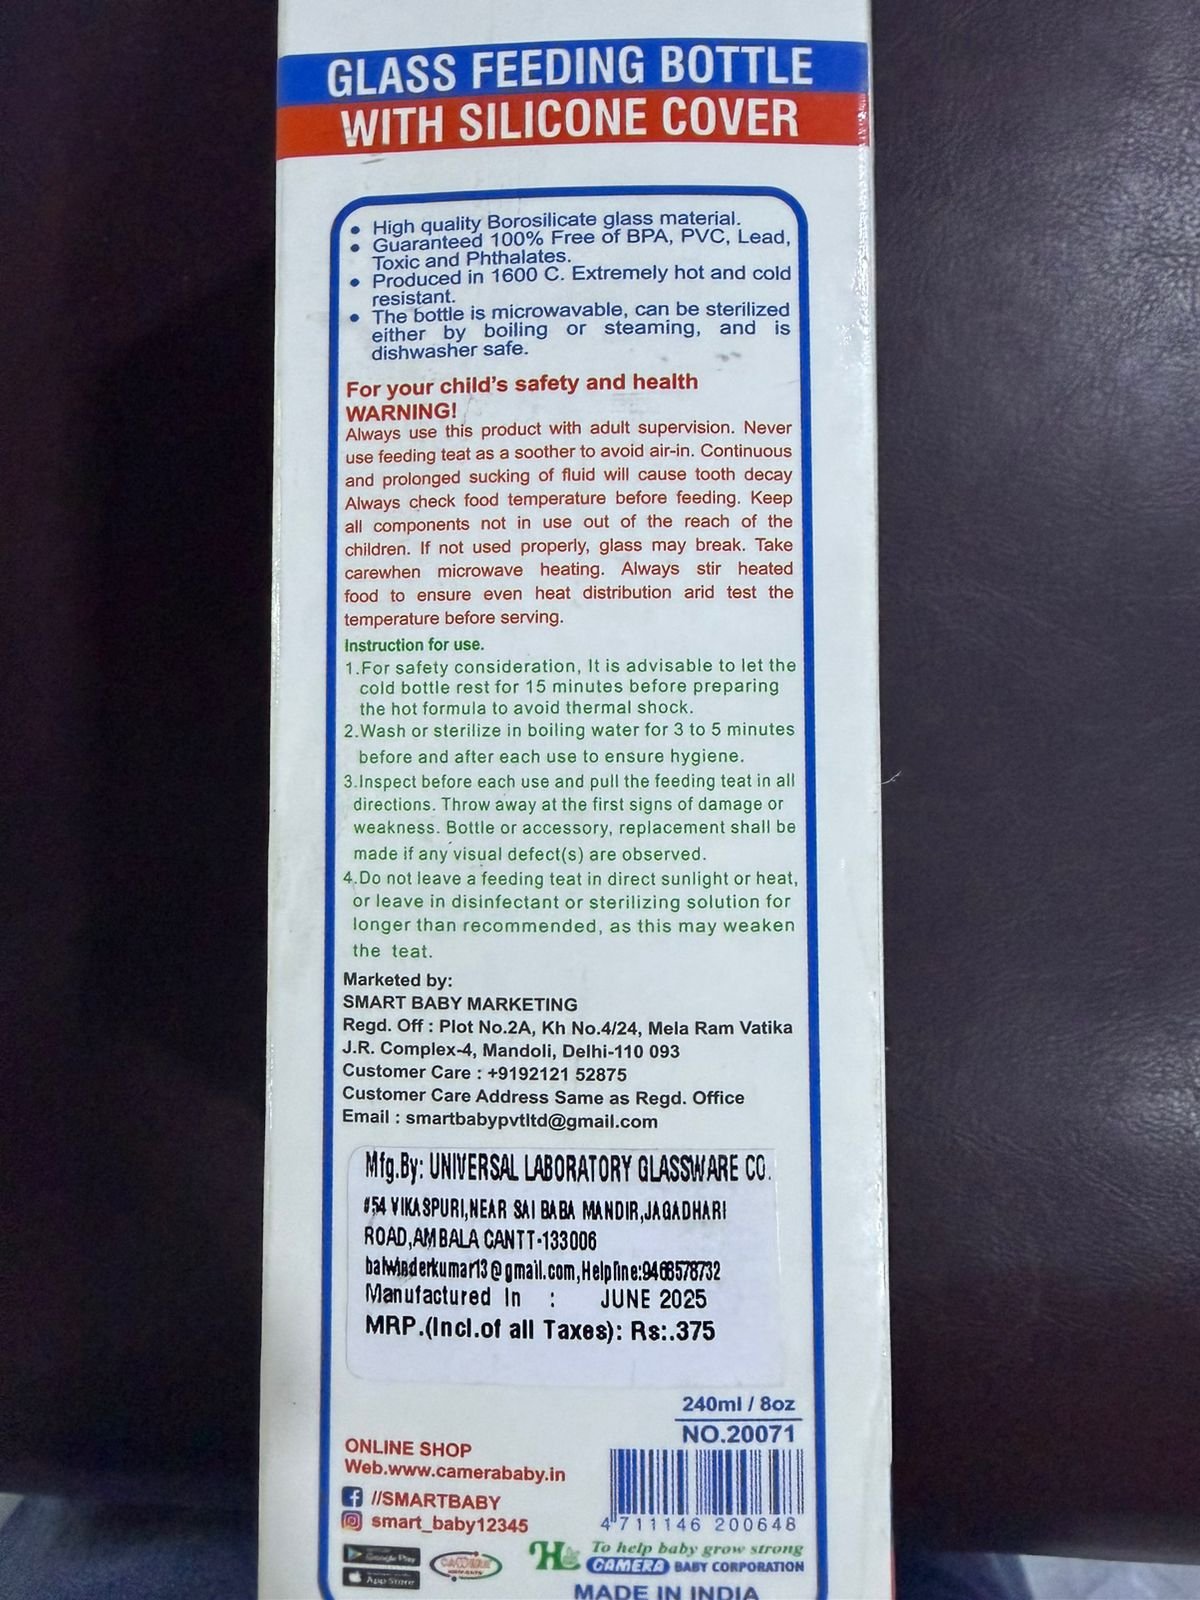 GLASS FEEDING BOTTLE
WITH SILICONE COVER
• High quality Borosilicate glass material.
• Guaranteed 100% Free of BPA, PVC, Lead,
Toxic and Phthalates.
• Produced in 1600 C. Extremely hot and cold
resistant.
• The bottle is microwavable, can be sterilized
either by boiling or steaming, and is
dishwasher safe.
For your child's safety and health
WARNING!
Always use this product with adult supervision. Never
use feeding teat as a soother to avoid air-in. Continuous
and prolonged sucking of fluid will cause tooth decay
Always check food temperature before feeding. Keep
all components not in use out of the reach of the
children. If not used properly, glass may break. Take
carewhen microwave heating. Always stir heated
food to ensure even heat distribution arid test the
temperature before serving.
Instruction for use.
1.For safety consideration, It is advisable to let the
cold bottle rest for 15 minutes before preparing
the hot formula to avoid thermal shock.
2.Wash or sterilize in boiling water for 3 to 5 minutes
before and after each use to ensure hygiene.
3.Inspect before each use and pull the feeding teat in all
directions. Throw away at the first signs of damage or
weakness. Bottle or accessory, replacement shall be
made if any visual defect(s) are observed.
4.Do not leave a feeding teat in direct sunlight or heat,
or leave in disinfectant or sterilizing solution for
longer than recommended, as this may weaken
the teat.
Marketed by:
SMART BABY MARKETING
Regd. Off : Plot No.2A, Kh No.4/24, Mela Ram Vatika
J.R. Complex-4, Mandoli, Delhi-110 093
Customer Care : +9192121 52875
Customer Care Address Same as Regd. Office
Email : smartbabypvtltd@gmail.com
Mfg.By: UNIVERSAL LABORATORY GLASSWARE CO.
#54 VIKASPURI,NEAR SAI BABA MANDIR,JAGADHARI
ROAD,AMBALA CANTT-133006
balwinderkumar13@gmail.com,Helpline:9468578732
Manufactured In : JUNE 2025
MRP.(Incl.of all Taxes): Rs:.375
240ml / 8oz
NO.20071
ONLINE SHOP
Web.www.camerababy.in
//SMARTBABY
smart_baby12345
4 711146 200648
Google Play
App Store
CAMERA
To help baby grow strong
CAMERA BABY CORPORATION
MADE IN INDIA